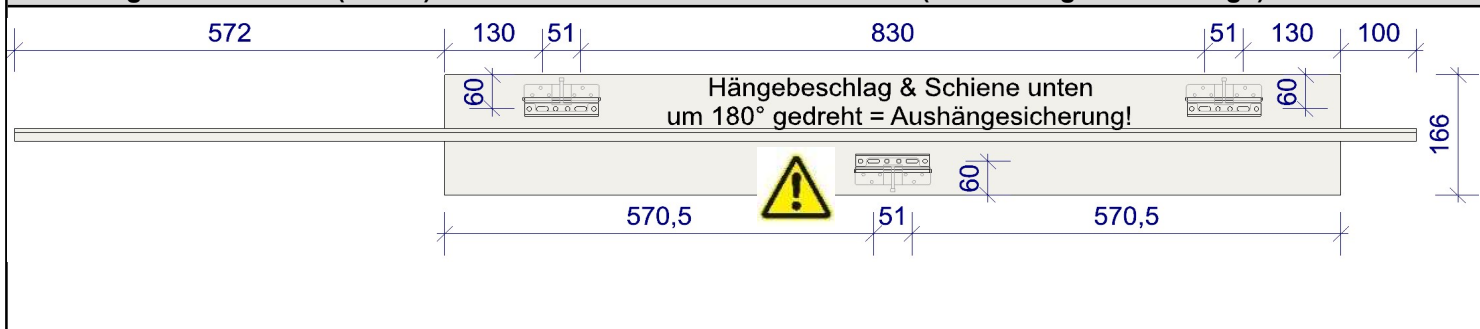 572 130 51 830 51 130 100
60 Hängebeschlag & Schiene unten 60
um 180° gedreht = Aushängesicherung!
166
60
570,5 51 570,5